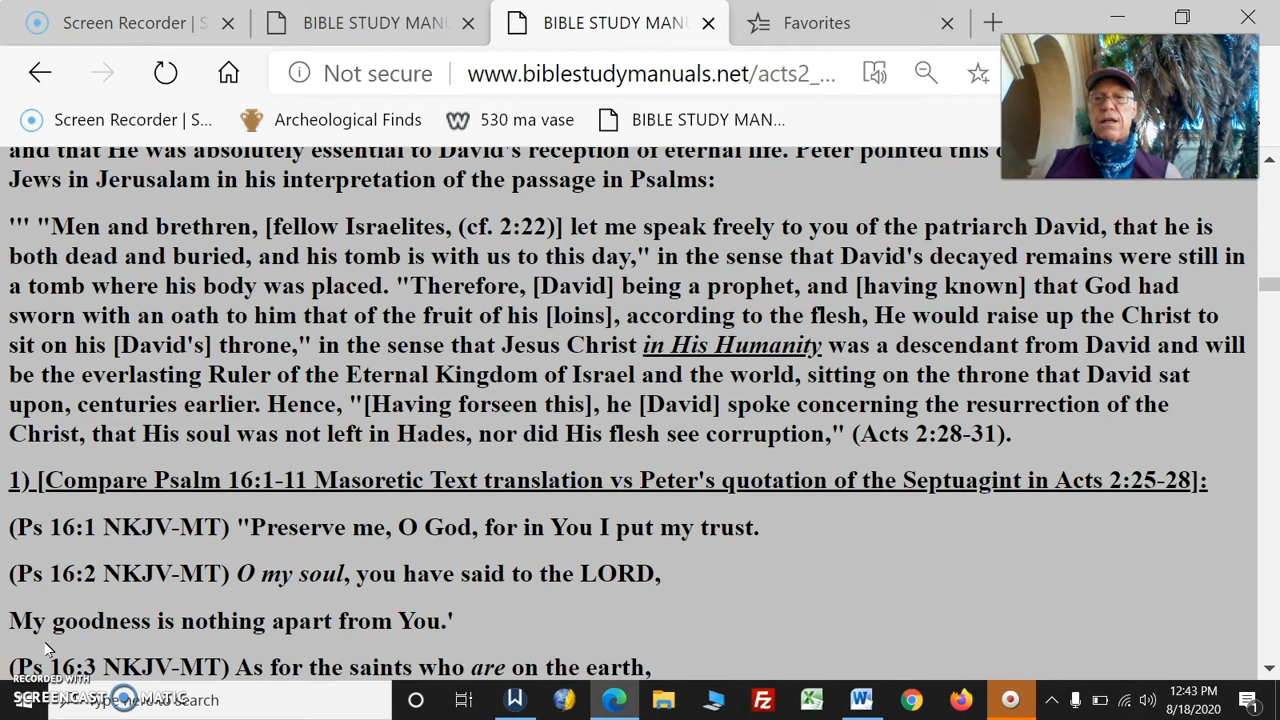 Screen Recorder | S
BIBLE STUDY MANU
BIBLE STUDY MANU
Favorites
Not secure
www.biblestudymanuals.net/acts2_...
Screen Recorder | S...
Archeological Finds
530 ma vase
BIBLE STUDY MAN...
and that He was absolutely essential to David's reception of eternal life. Peter pointed this
Jews in Jerusalem in his interpretation of the passage in Psalms:
''' "Men and brethren, [fellow Israelites, (cf. 2:22)] let me speak freely to you of the patriarch David, that he is
both dead and buried, and his tomb is with us to this day," in the sense that David's decayed remains were still in
a tomb where his body was placed. "Therefore, [David] being a prophet, and [having known] that God had
sworn with an oath to him that of the fruit of his [loins], according to the flesh, He would raise up the Christ to
sit on his [David's] throne," in the sense that Jesus Christ in His Humanity was a descendant from David and will
be the everlasting Ruler of the Eternal Kingdom of Israel and the world, sitting on the throne that David sat
upon, centuries earlier. Hence, "[Having forseen this], he [David] spoke concerning the resurrection of the
Christ, that His soul was not left in Hades, nor did His flesh see corruption," (Acts 2:28-31).
1) [Compare Psalm 16:1-11 Masoretic Text translation vs Peter's quotation of the Septuagint in Acts 2:25-28]:
(Ps 16:1 NKJV-MT) "Preserve me, O God, for in You I put my trust.
(Ps 16:2 NKJV-MT) O my soul, you have said to the LORD,
My goodness is nothing apart from You.'
(Ps 16:3 NKJV-MT) As for the saints who are on the earth,
RECORDED WITH
SCREENCAST MATIC
Type here to search
12:43 PM
8/18/2020